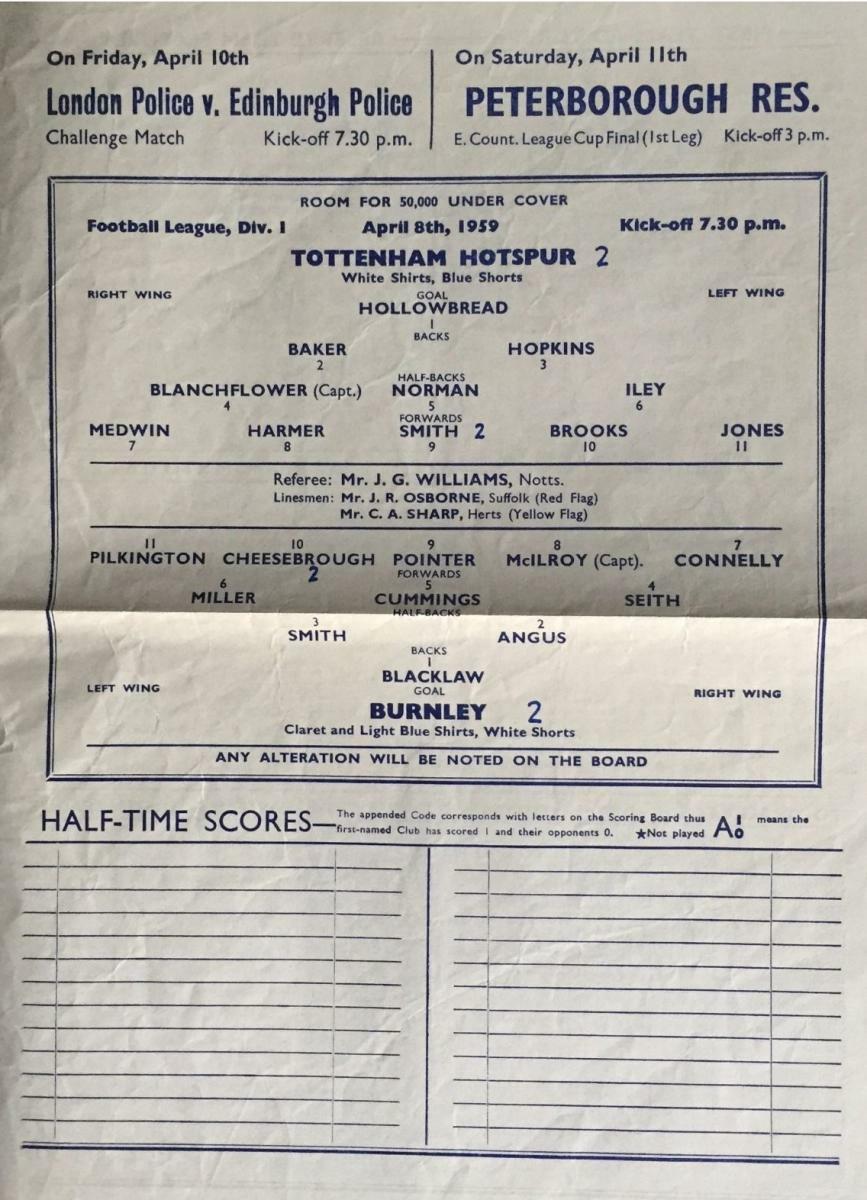 On Friday, April 10th
London Police v. Edinburgh Police
Challenge Match Kick-off 7.30 p.m.
On Saturday, April 11th
PETERBOROUGH RES.
E. Count. League Cup Final (1st Leg) Kick-off 3 p.m.
ROOM FOR 50,000 UNDER COVER
Football League, Div. 1 April 8th, 1959 Kick-off 7.30 p.m.
TOTTENHAM HOTSPUR 2
White Shirts, Blue Shorts
RIGHT WING GOAL LEFT WING
HOLLOWBREAD
1
BACKS
BAKER HOPKINS
2 3
HALF-BACKS
BLANCHFLOWER (Capt.) NORMAN ILEY
4 5 6
FORWARDS
MEDWIN HARMER SMITH 2 BROOKS JONES
7 8 9 10 11
Referee: Mr. J. G. WILLIAMS, Notts.
Linesmen: Mr. J. R. OSBORNE, Suffolk (Red Flag)
Mr. C. A. SHARP, Herts (Yellow Flag)
11 10 9 8 7
PILKINGTON CHEESEBROUGH POINTER McILROY (Capt). CONNELLY
2 FORWARDS
6 5 4
MILLER CUMMINGS SEITH
HALF-BACKS
3 2
SMITH ANGUS
BACKS
1
BLACKLAW
LEFT WING GOAL RIGHT WING
BURNLEY 2
Claret and Light Blue Shirts, White Shorts
ANY ALTERATION WILL BE NOTED ON THE BOARD
HALF-TIME SCORES—The appended Code corresponds with letters on the Scoring Board thus A 1 0 means the
first-named Club has scored 1 and their opponents 0. ★Not played